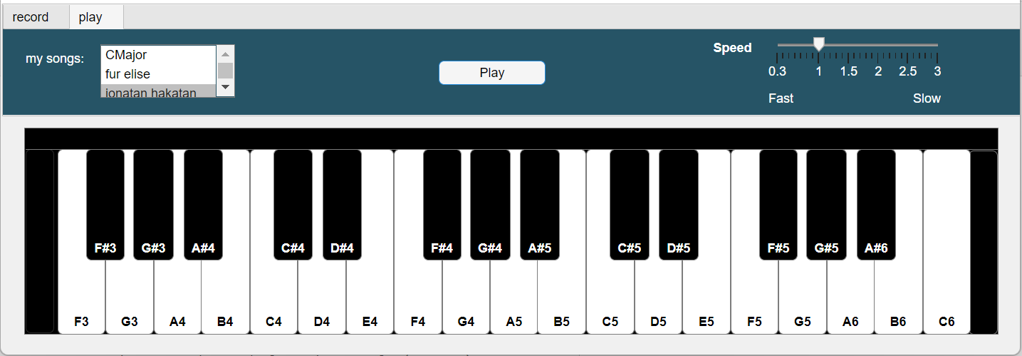 record play
my songs:
CMajor
fur elise
jonatan hakatan
Play
Speed
0.3 1 1.5 2 2.5 3
Fast Slow
F#3 G#3 A#4 C#4 D#4 F#4 G#4 A#5 C#5 D#5 F#5 G#5 A#6
F3 G3 A4 B4 C4 D4 E4 F4 G4 A5 B5 C5 D5 E5 F5 G5 A6 B6 C6